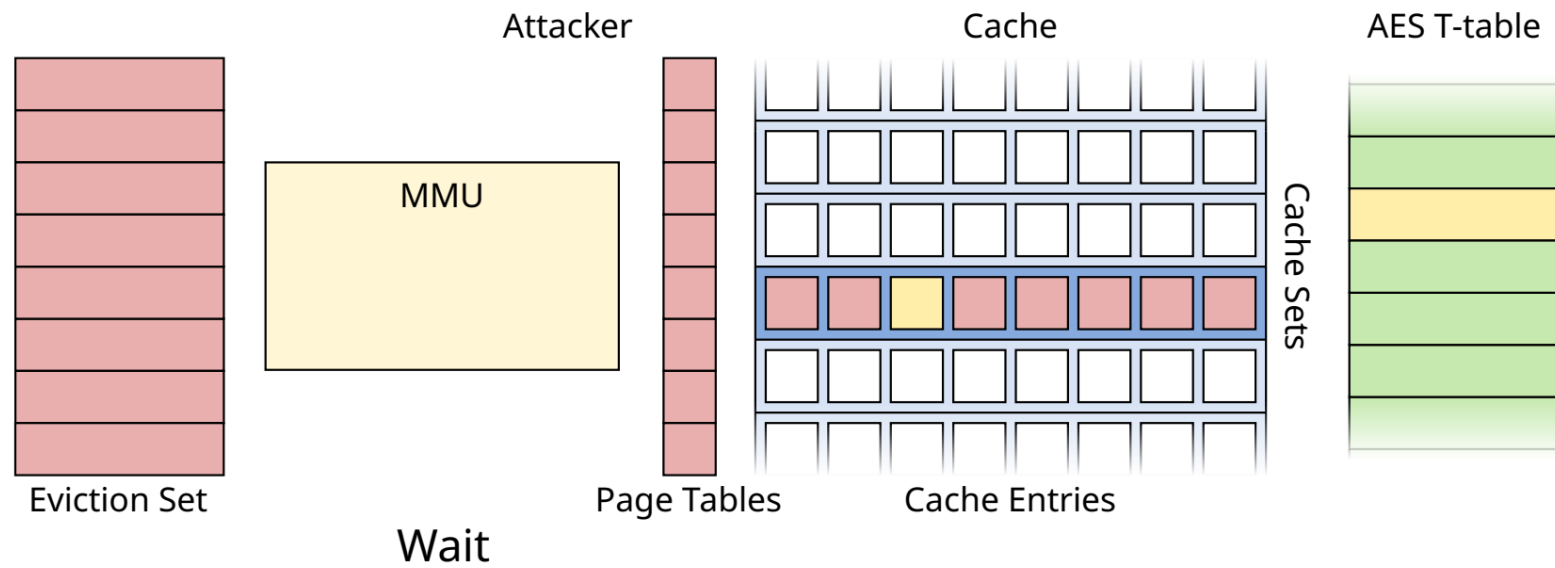 Attacker
Cache
AES T-table
MMU
Cache Sets
Eviction Set
Page Tables
Cache Entries
Wait